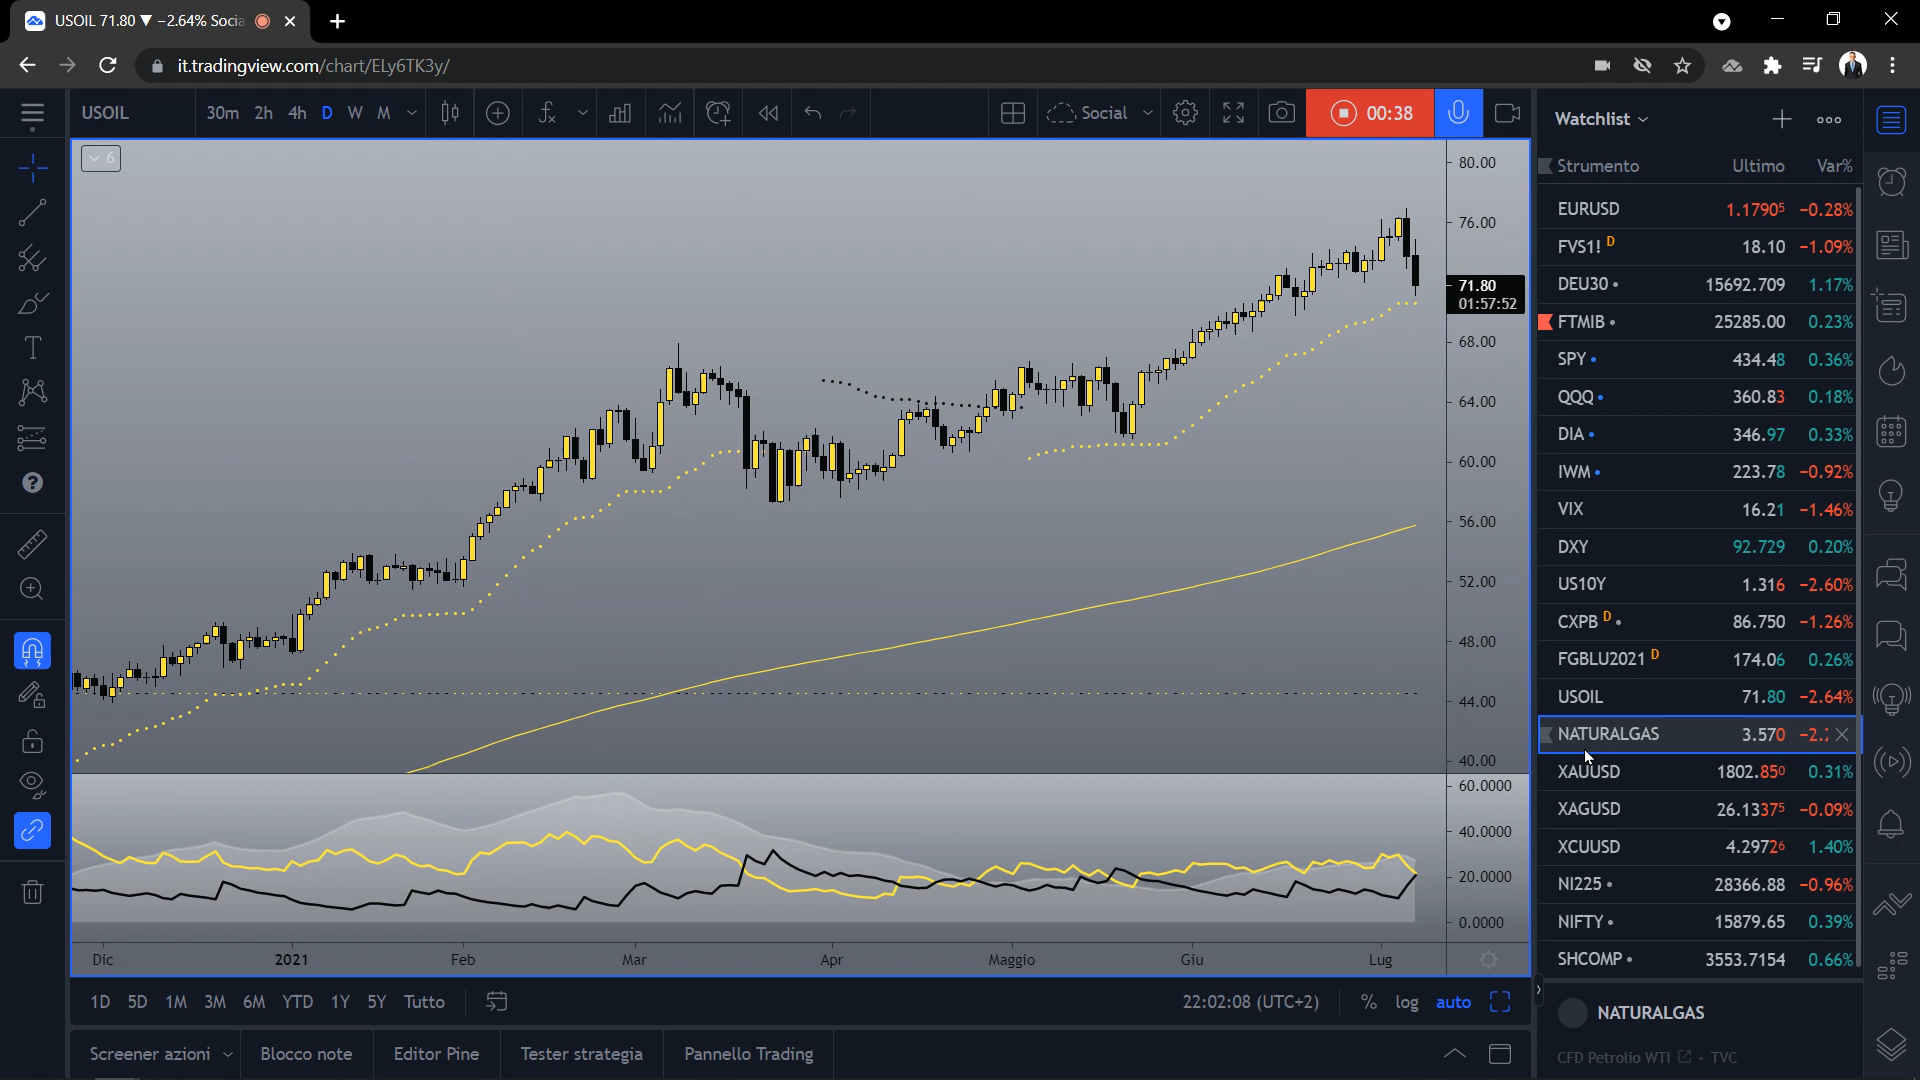 USOIL 71.80 ▼ −2.64% Socia
it.tradingview.com/chart/ELy6TK3y/
USOIL 30m 2h 4h D W M Social 00:38
6
80.00
76.00
71.80
01:57:52
68.00
64.00
60.00
56.00
52.00
48.00
44.00
40.00
60.0000
40.0000
20.0000
0.0000
Dic 2021 Feb Mar Apr Maggio Giu Lug
1D 5D 1M 3M 6M YTD 1Y 5Y Tutto 22:02:08 (UTC+2) % log auto
Screener azioni Blocco note Editor Pine Tester strategia Pannello Trading
Watchlist
Strumento Ultimo Var%
EURUSD 1.17905 −0.28%
FVS1! D 18.10 −1.09%
DEU30 15692.709 1.17%
FTMIB 25285.00 0.23%
SPY 434.48 0.36%
QQQ 360.83 0.18%
DIA 346.97 0.33%
IWM 223.78 −0.92%
VIX 16.21 −1.46%
DXY 92.729 0.20%
US10Y 1.316 −2.60%
CXPB D 86.750 −1.26%
FGBLU2021 D 174.06 0.26%
USOIL 71.80 −2.64%
NATURALGAS 3.570
XAUUSD 1802.850 0.31%
XAGUSD 26.13375 −0.09%
XCUUSD 4.29726 1.40%
NI225 28366.88 −0.96%
NIFTY 15879.65 0.39%
SHCOMP 3553.7154 0.66%
NATURALGAS
CFD Petrolio WTI - TVC